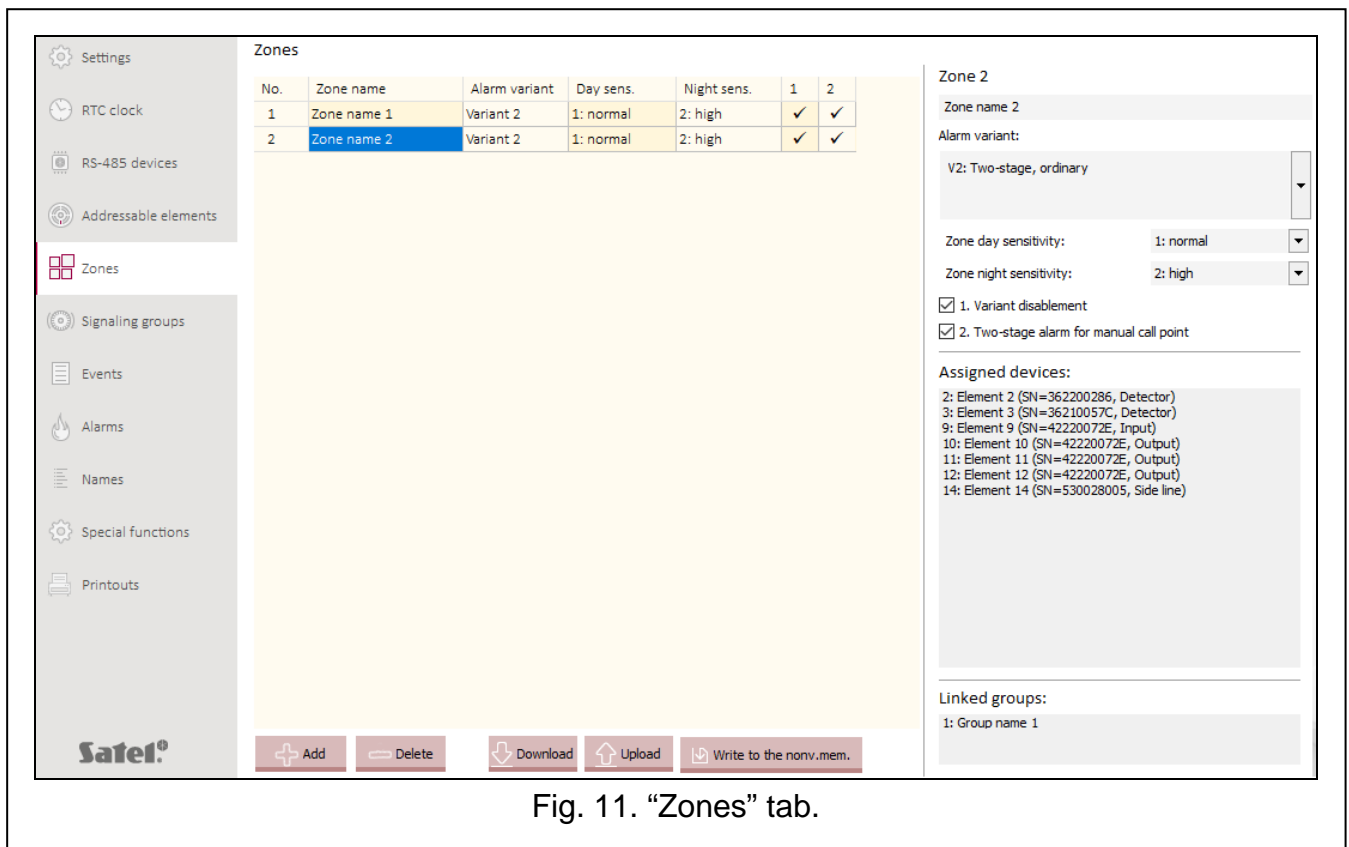 Settings
RTC clock
RS-485 devices
Addressable elements
Zones
Signaling groups
Events
Alarms
Names
Special functions
Printouts
Satel.®
Zones
No. Zone name Alarm variant Day sens. Night sens. 1 2
1 Zone name 1 Variant 2 1: normal 2: high ✓ ✓
2 Zone name 2 Variant 2 1: normal 2: high ✓ ✓
Add Delete Download Upload Write to the nonv.mem.
Zone 2
Zone name 2
Alarm variant:
V2: Two-stage, ordinary
Zone day sensitivity: 1: normal
Zone night sensitivity: 2: high
1. Variant disablement
2. Two-stage alarm for manual call point
Assigned devices:
2: Element 2 (SN=362200286, Detector)
3: Element 3 (SN=36210057C, Detector)
9: Element 9 (SN=42220072E, Input)
10: Element 10 (SN=42220072E, Output)
11: Element 11 (SN=42220072E, Output)
12: Element 12 (SN=42220072E, Output)
14: Element 14 (SN=530028005, Side line)
Linked groups:
1: Group name 1
Fig. 11. “Zones” tab.